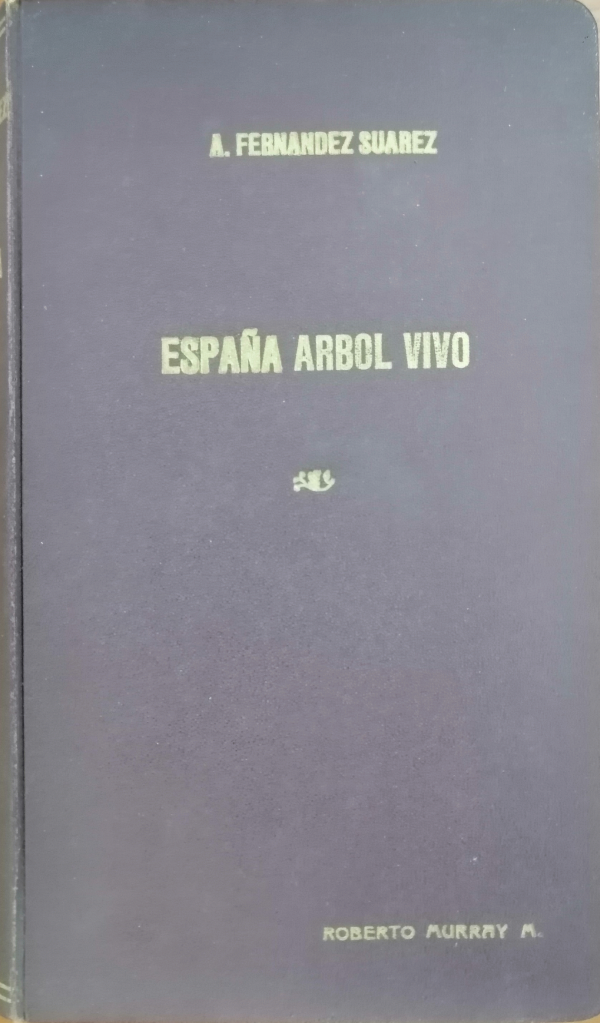 A. FERNANDEZ SUAREZ
ESPAÑA ARBOL VIVO
ROBERTO MURRAY M.